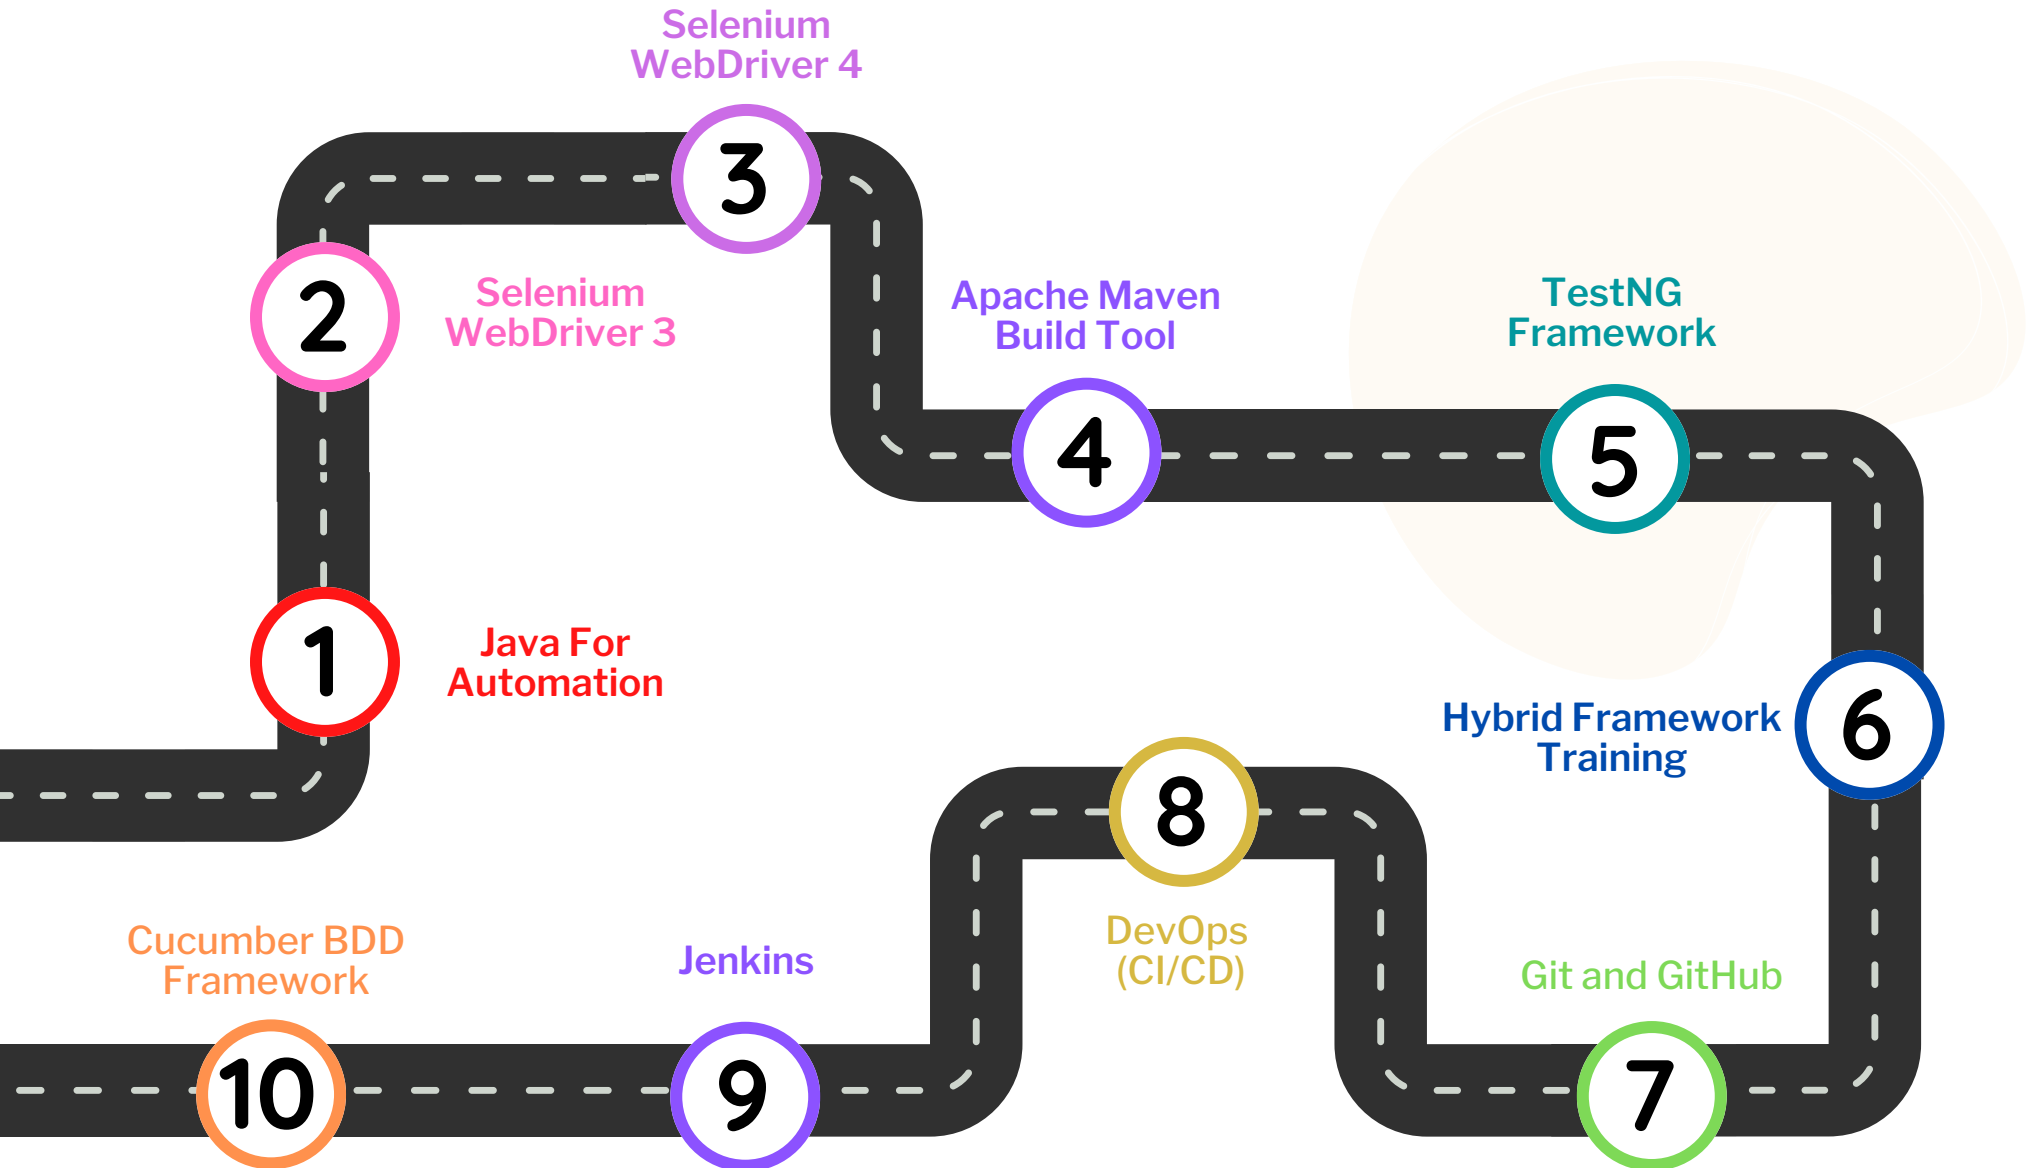 Selenium
WebDriver 4
3
2
Selenium
WebDriver 3
Apache Maven
Build Tool
TestNG
Framework
4
5
1
Java For
Automation
Hybrid Framework
Training
6
8
DevOps
(CI/CD)
Cucumber BDD
Framework
Jenkins
Git and GitHub
10
9
7